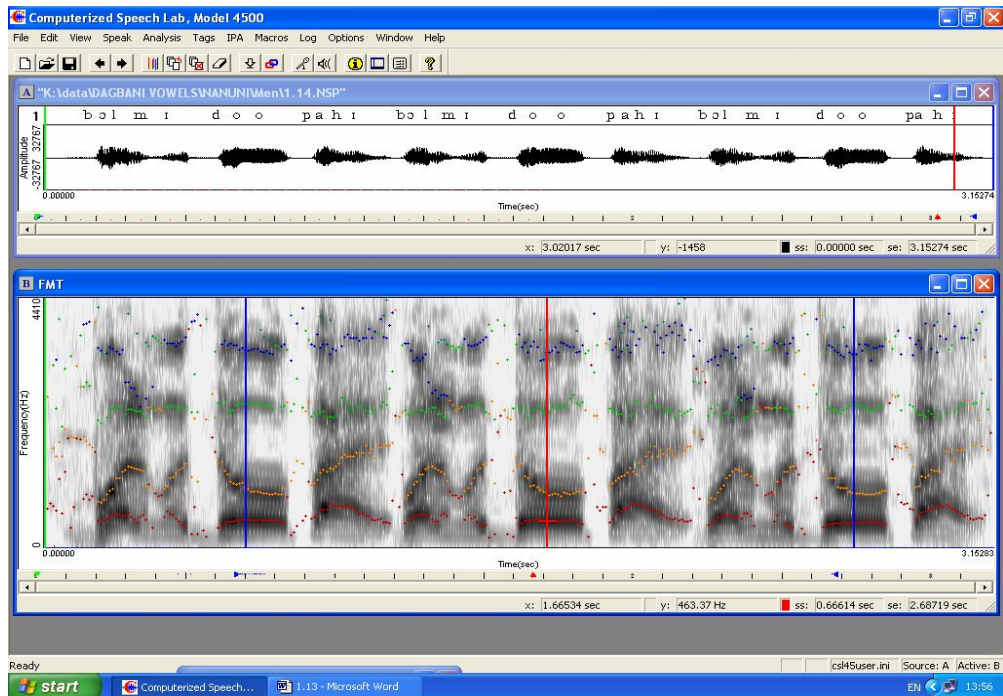 Computerized Speech Lab, Model 4500
File Edit View Speak Analysis Tags IPA Macros Log Options Window Help
A "K:\data\DAGBANI VOWELS\NANUNI\Men\1.14.NSP"
1 b ɔ l m ɪ d o o p a h ɪ b ɔ l m ɪ d o o p a h ɪ b ɔ l m ɪ d o o p a h ɪ
Amplitude
-32767 32767
0.00000 3.15274
Time(sec)
x: 3.02017 sec y: -1458 ss: 0.00000 sec se: 3.15274 sec
B FMT
4410
Frequency(Hz)
0
0.00000 3.15283
Time(sec)
x: 1.66534 sec y: 463.37 Hz ss: 0.66614 sec se: 2.68719 sec
Ready csl45user.ini Source: A Active: B
start Computerized Speech... 1.13 - Microsoft Word EN 13:56